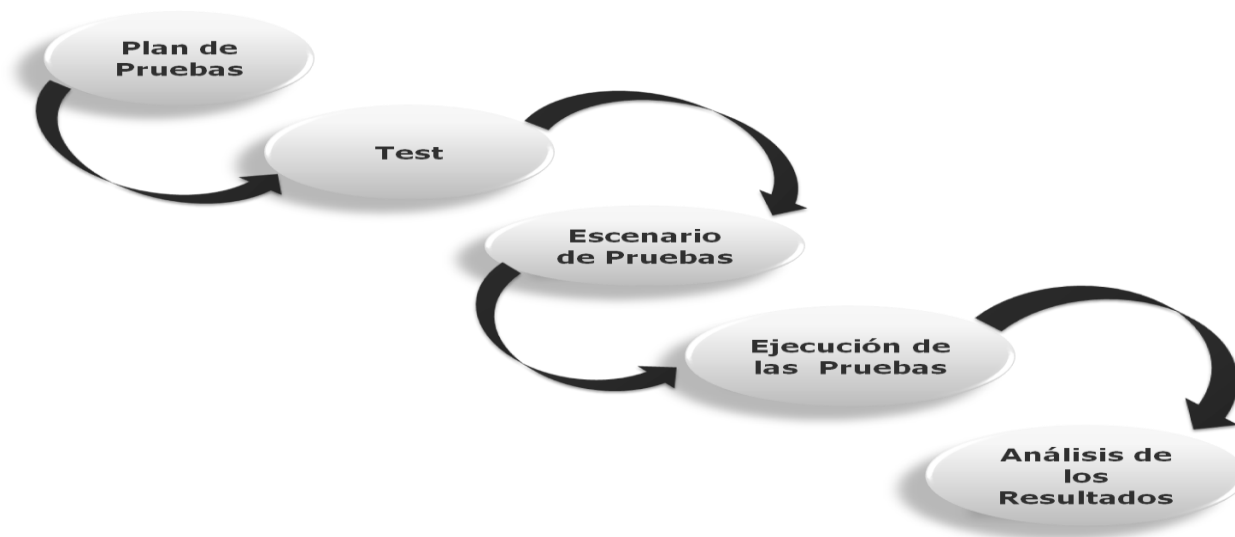 Plan de
Pruebas
Test
Escenario
de Pruebas
Ejecución de
las Pruebas
Análisis de
los
Resultados